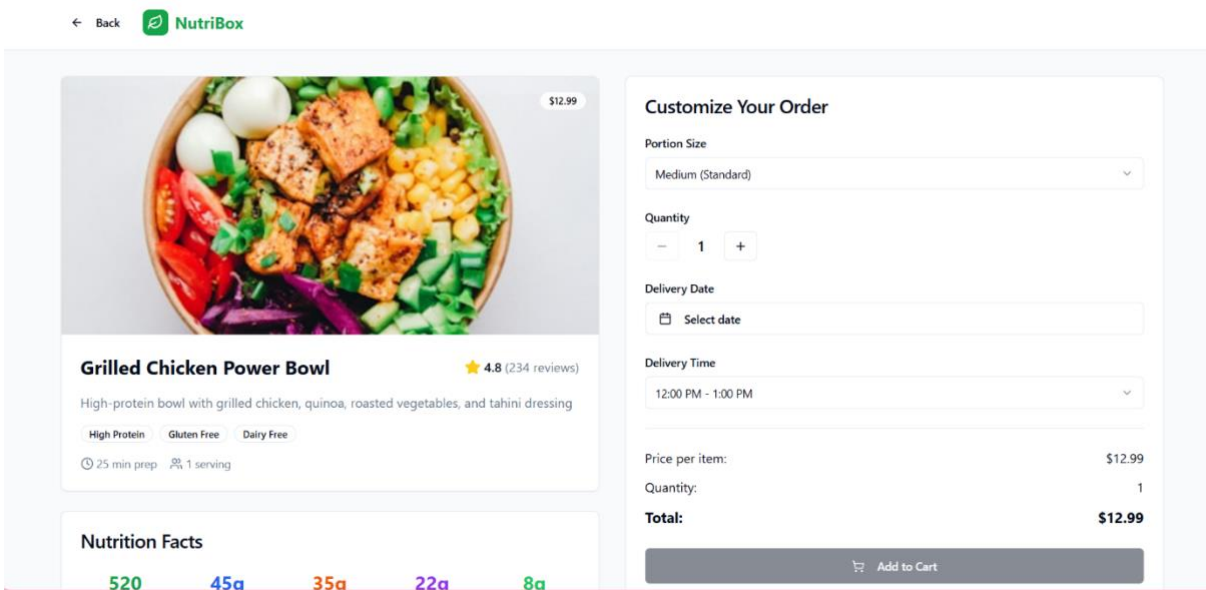 Back
NutriBox
$12.99
Grilled Chicken Power Bowl
4.8 (234 reviews)
High-protein bowl with grilled chicken, quinoa, roasted vegetables, and tahini dressing
High Protein Gluten Free Dairy Free
25 min prep 1 serving
Nutrition Facts
520 45g 35g 22g 8g
Customize Your Order
Portion Size
Medium (Standard)
Quantity
− 1 +
Delivery Date
Select date
Delivery Time
12:00 PM - 1:00 PM
Price per item: $12.99
Quantity: 1
Total: $12.99
Add to Cart